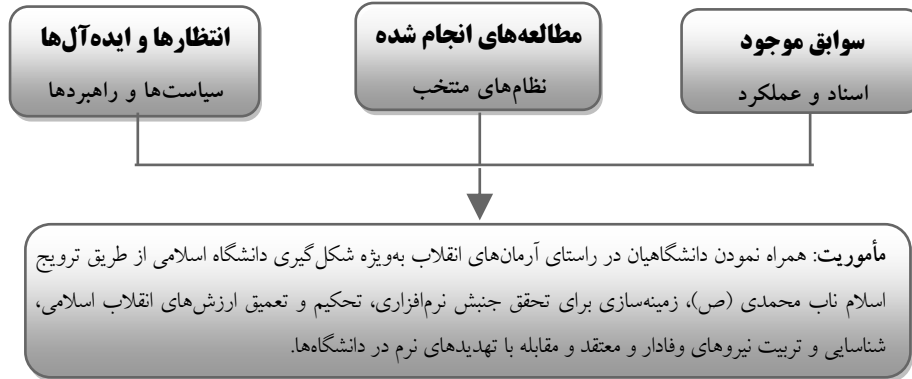 سوابق موجود
اسناد و عملکرد
مطالعه‌های انجام شده
نظام‌های منتخب
انتظارها و ایده‌آل‌ها
سیاست‌ها و راهبردها
مأموریت: همراه نمودن دانشگاهیان در راستای آرمان‌های انقلاب به‌ویژه شکل‌گیری دانشگاه اسلامی از طریق ترویج
اسلام ناب محمدی (ص)، زمینه‌سازی برای تحقق جنبش نرم‌افزاری، تحکیم و تعمیق ارزش‌های انقلاب اسلامی،
شناسایی و تربیت نیروهای وفادار و معتقد و مقابله با تهدیدهای نرم در دانشگاه‌ها.